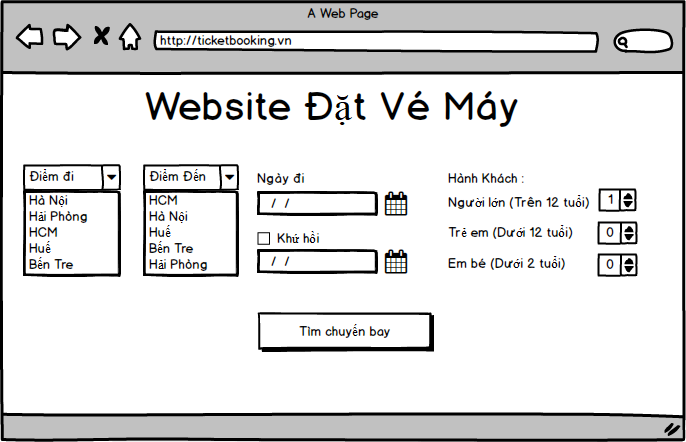 A Web Page
http://ticketbooking.vn
Website Đặt Vé Máy
Điểm đi
Hà Nội
Hải Phòng
HCM
Huế
Bến Tre
Điểm Đến
HCM
Hà Nội
Huế
Bến Tre
Hải Phòng
Ngày đi
/ /
Khứ hồi
/ /
Hành Khách :
Người lớn (Trên 12 tuổi) 1
Trẻ em (Dưới 12 tuổi) 0
Em bé (Dưới 2 tuổi) 0
Tìm chuyến bay